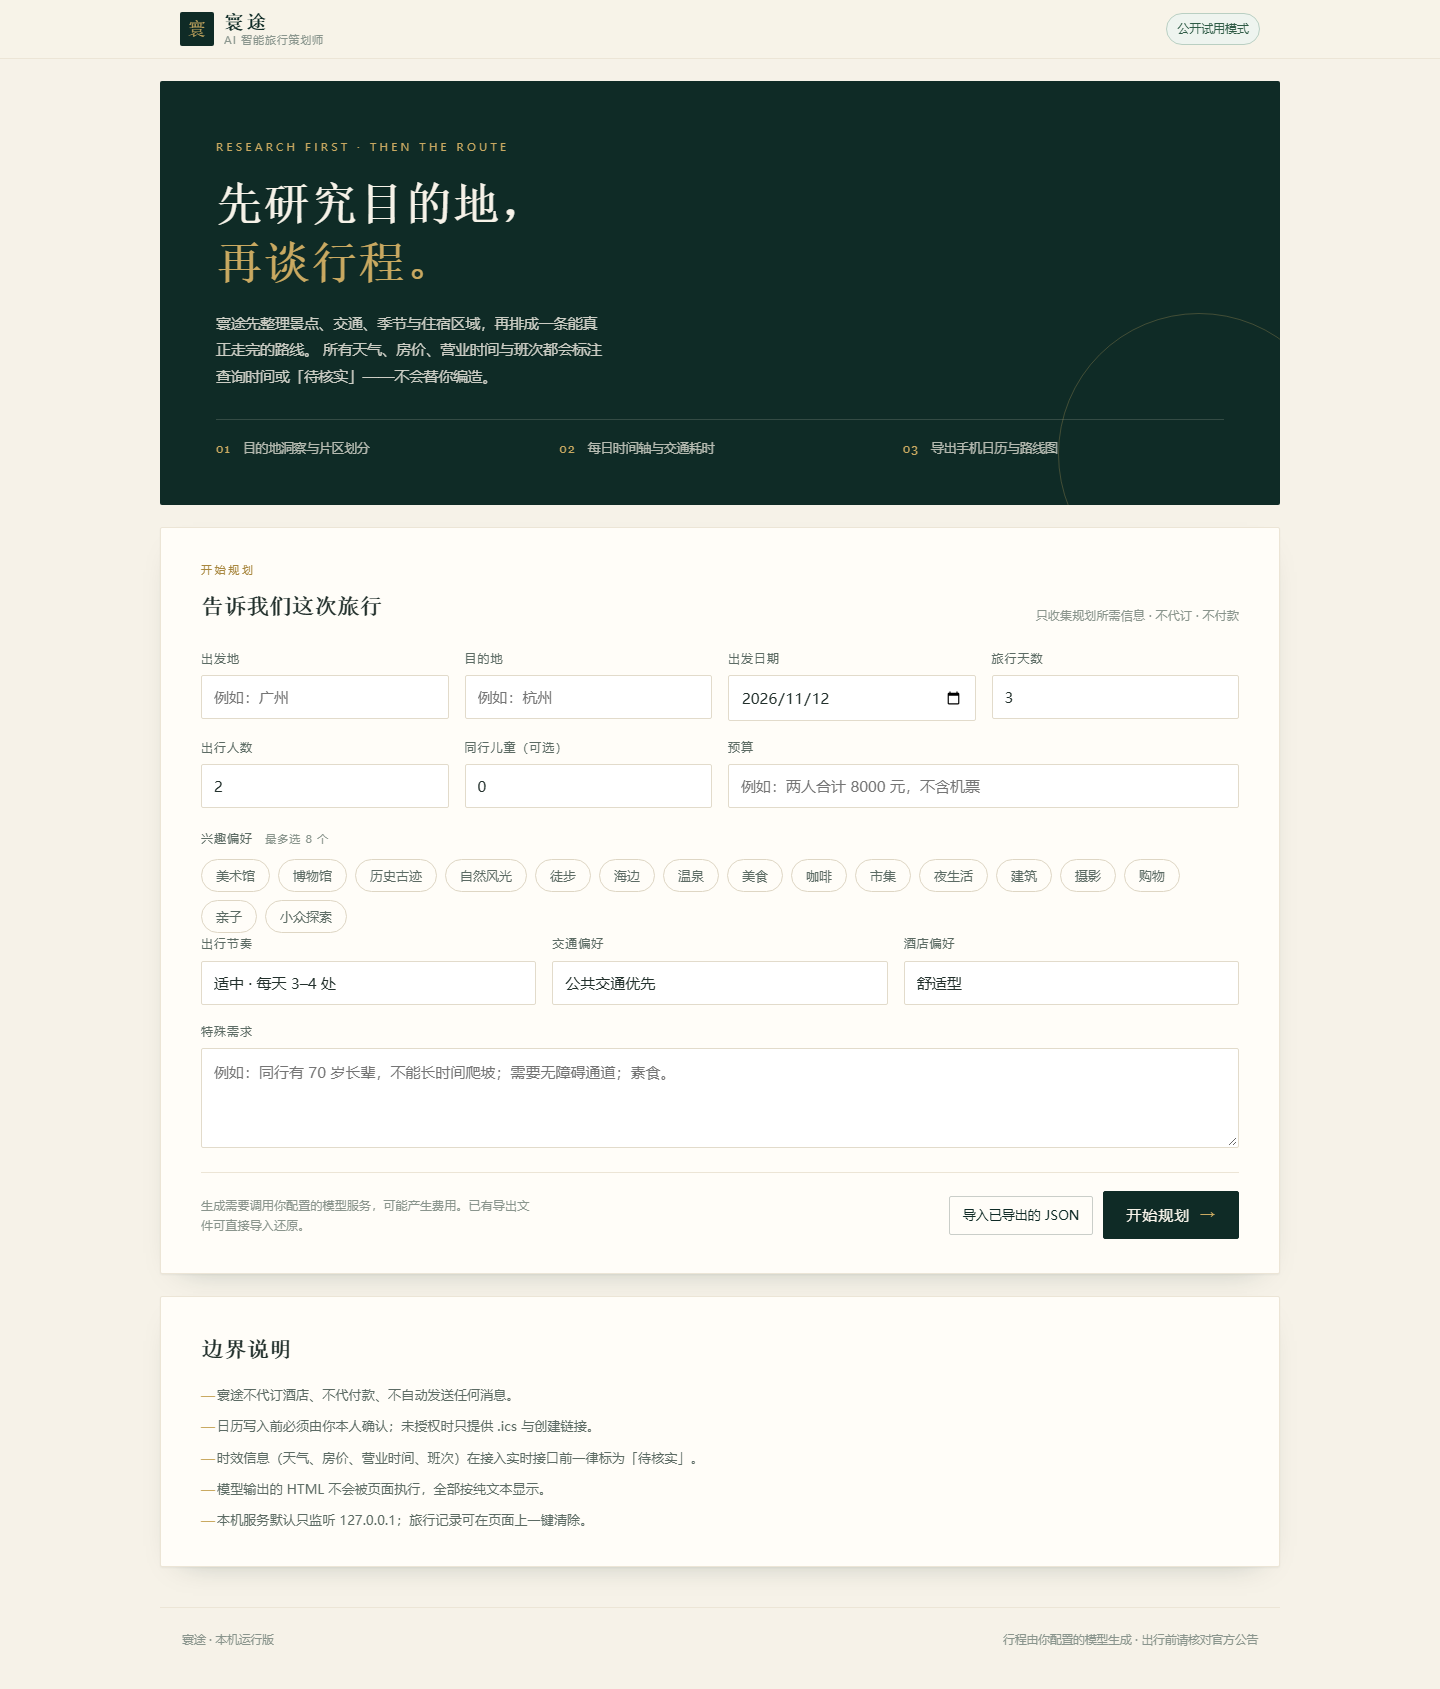 寰
寰途
AI 智能旅行策划师
公开试用模式
RESEARCH FIRST · THEN THE ROUTE
先研究目的地，
再谈行程。
寰途先整理景点、交通、季节与住宿区域，再排成一条能真
正走完的路线。 所有天气、房价、营业时间与班次都会标注
查询时间或「待核实」——不会替你编造。
01 目的地洞察与片区划分
02 每日时间轴与交通耗时
03 导出手机日历与路线图
开始规划
告诉我们这次旅行
只收集规划所需信息 · 不代订 · 不付款
出发地
目的地
出发日期
旅行天数
例如：广州
例如：杭州
2026/11/12
3
出行人数
同行儿童（可选）
预算
2
0
例如：两人合计 8000 元，不含机票
兴趣偏好 最多选 8 个
美术馆
博物馆
历史古迹
自然风光
徒步
海边
温泉
美食
咖啡
市集
夜生活
建筑
摄影
购物
亲子
小众探索
出行节奏
交通偏好
酒店偏好
适中 · 每天 3–4 处
公共交通优先
舒适型
特殊需求
例如：同行有 70 岁长辈，不能长时间爬坡；需要无障碍通道；素食。
生成需要调用你配置的模型服务，可能产生费用。已有导出文
件可直接导入还原。
导入已导出的 JSON
开始规划 →
边界说明
—寰途不代订酒店、不代付款、不自动发送任何消息。
—日历写入前必须由你本人确认；未授权时只提供 .ics 与创建链接。
—时效信息（天气、房价、营业时间、班次）在接入实时接口前一律标为「待核实」。
—模型输出的 HTML 不会被页面执行，全部按纯文本显示。
—本机服务默认只监听 127.0.0.1；旅行记录可在页面上一键清除。
寰途 · 本机运行版
行程由你配置的模型生成 · 出行前请核对官方公告